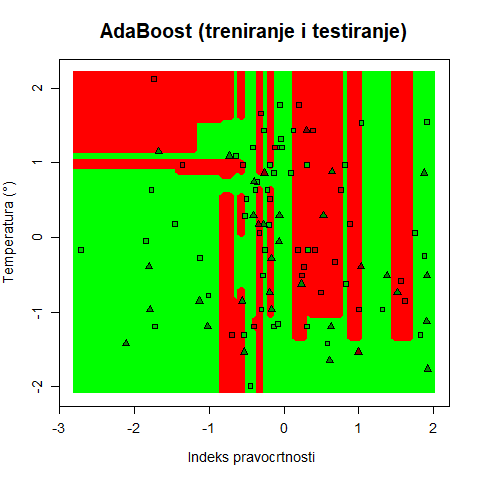 AdaBoost (treniranje i testiranje)
Temperatura (°)
2
1
0
-1
-2
-3 -2 -1 0 1 2
Indeks pravocrtnosti